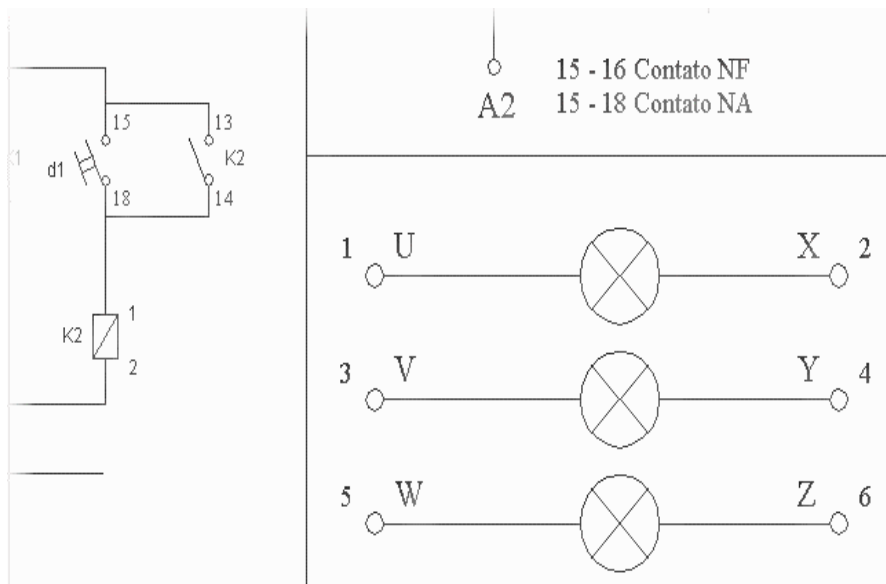 15 13
K1 d1 K2
18 14
K2 1
2
A2 15 - 16 Contato NF
15 - 18 Contato NA
1 U X 2
3 V Y 4
5 W Z 6